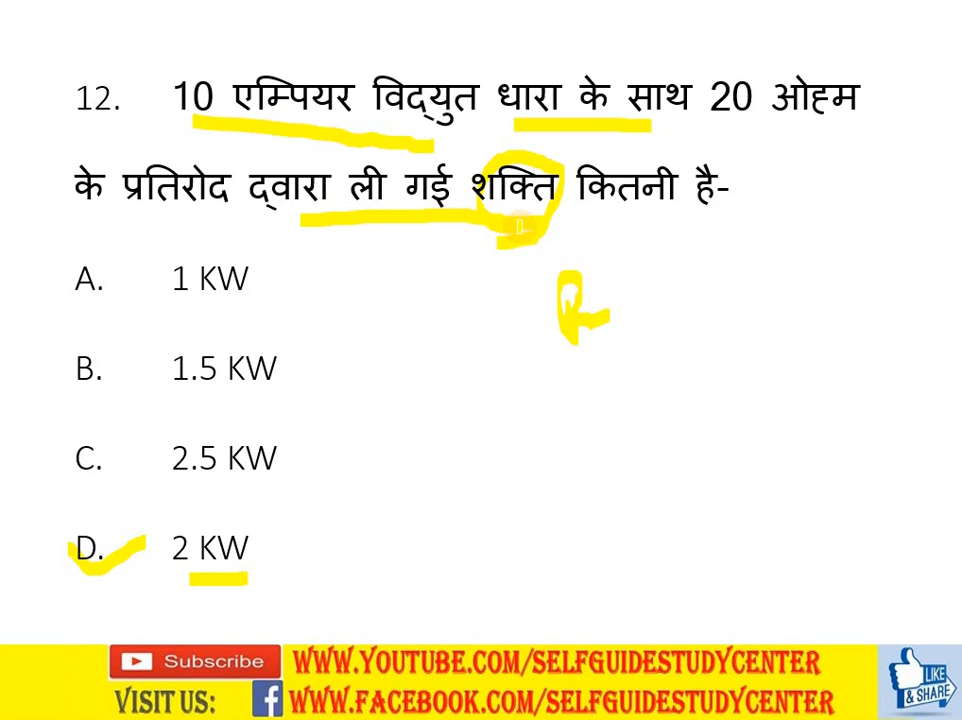 12. 10 एम्पियर विद्युत धारा के साथ 20 ओह्म
के प्रतिरोद द्वारा ली गई शक्ति कितनी है-
A. 1 KW
B. 1.5 KW
C. 2.5 KW
D. 2 KW
Subscribe WWW.YOUTUBE.COM/SELFGUIDESTUDYCENTER
VISIT US: f WWW.FACEBOOK.COM/SELFGUIDESTUDYCENTER
LIKE
& SHARE